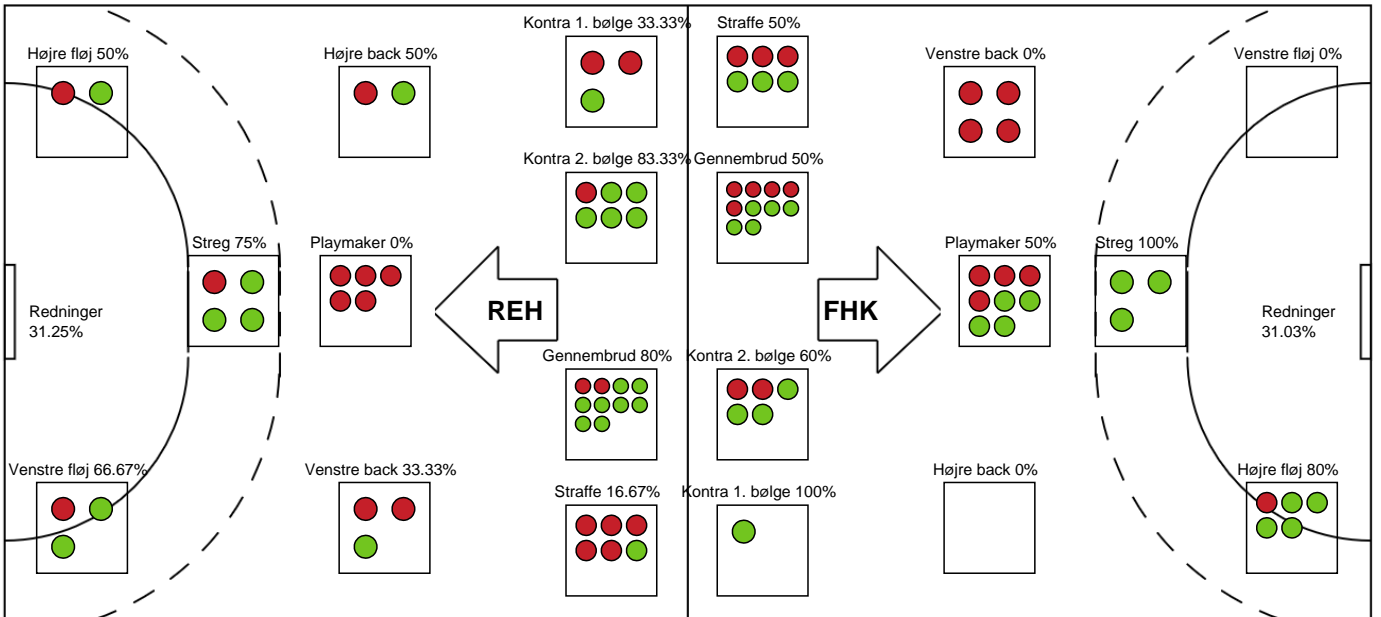 Kontra 1. bølge 33.33%
Straffe 50%
Højre fløj 50%
Højre back 50%
Venstre back 0%
Venstre fløj 0%
Kontra 2. bølge 83.33%
Gennembrud 50%
Streg 75%
Playmaker 0%
Playmaker 50%
Streg 100%
Redninger
31.25%
REH
FHK
Redninger
31.03%
Gennembrud 80%
Kontra 2. bølge 60%
Venstre fløj 66.67%
Venstre back 33.33%
Højre back 0%
Højre fløj 80%
Straffe 16.67%
Kontra 1. bølge 100%